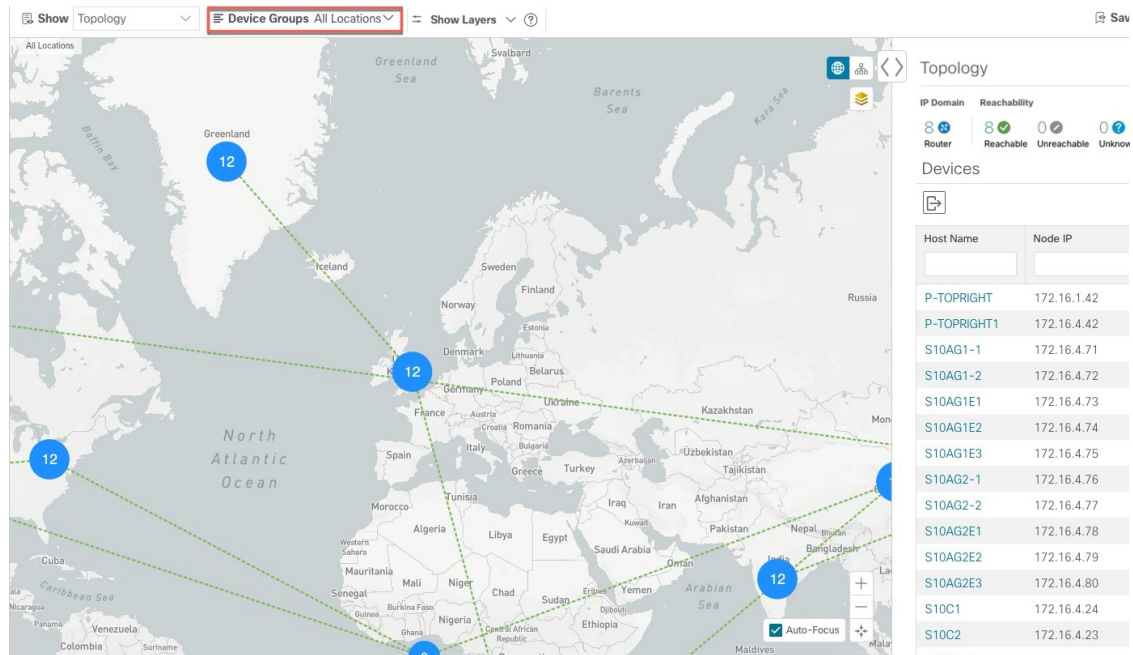 Show Topology Device Groups All Locations Show Layers
All Locations
Svalbard
Greenland
Sea
Barents
Sea
Kara Sea
Baffin Bay
Greenland
12
Iceland
Sweden
Finland
Norway
Russia
Estonia
Denmark
Lithuania
12
Belarus
Poland
Germany
Ukraine
France
Austria
Kazakhstan
Croatia Romania
North
Atlantic
Ocean
12
Spain
Italy
Bulgaria
Greece
Turkey
Azerbaijan
Uzbekistan
Tajikistan
Tunisia
Morocco
Iraq
Iran
Afghanistan
Algeria
Libya
Egypt
Kuwait
Pakistan
Nepal Bhutan
Western
Sahara
Saudi Arabia
Bangladesh
India
Cuba
Oman
12
Mauritania
Mali
Niger
Chad
Sudan
Eritrea
Yemen
Arabian
Sea
Caribbean Sea
Senegal
Nicaragua
Guinea
Burkina Faso
Djibouti
Panama
Venezuela
Nigeria
Ghana
Central African
Republic
Ethiopia
Colombia
Suriname
Maldives
Auto-Focus
Topology
IP Domain Reachability
8 8 0 0
Router Reachable Unreachable
Devices
Host Name Node IP
P-TOPRIGHT 172.16.1.42
P-TOPRIGHT1 172.16.4.42
S10AG1-1 172.16.4.71
S10AG1-2 172.16.4.72
S10AG1E1 172.16.4.73
S10AG1E2 172.16.4.74
S10AG1E3 172.16.4.75
S10AG2-1 172.16.4.76
S10AG2-2 172.16.4.77
S10AG2E1 172.16.4.78
S10AG2E2 172.16.4.79
S10AG2E3 172.16.4.80
S10C1 172.16.4.24
S10C2 172.16.4.23